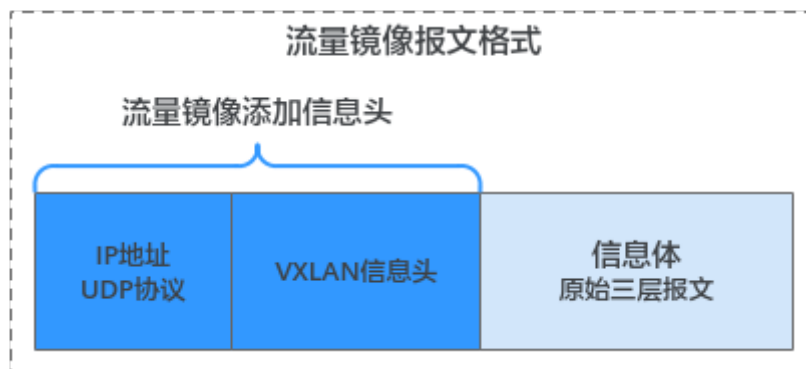 流量镜像报文格式
流量镜像添加信息头
IP地址
UDP协议
VXLAN信息头
信息体
原始三层报文